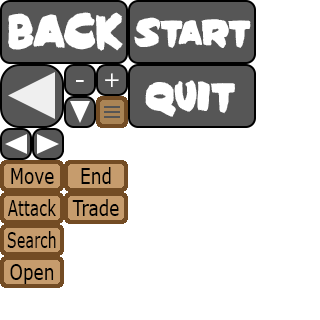 BACK START
- +
QUIT
Move End
Attack Trade
Search
Open